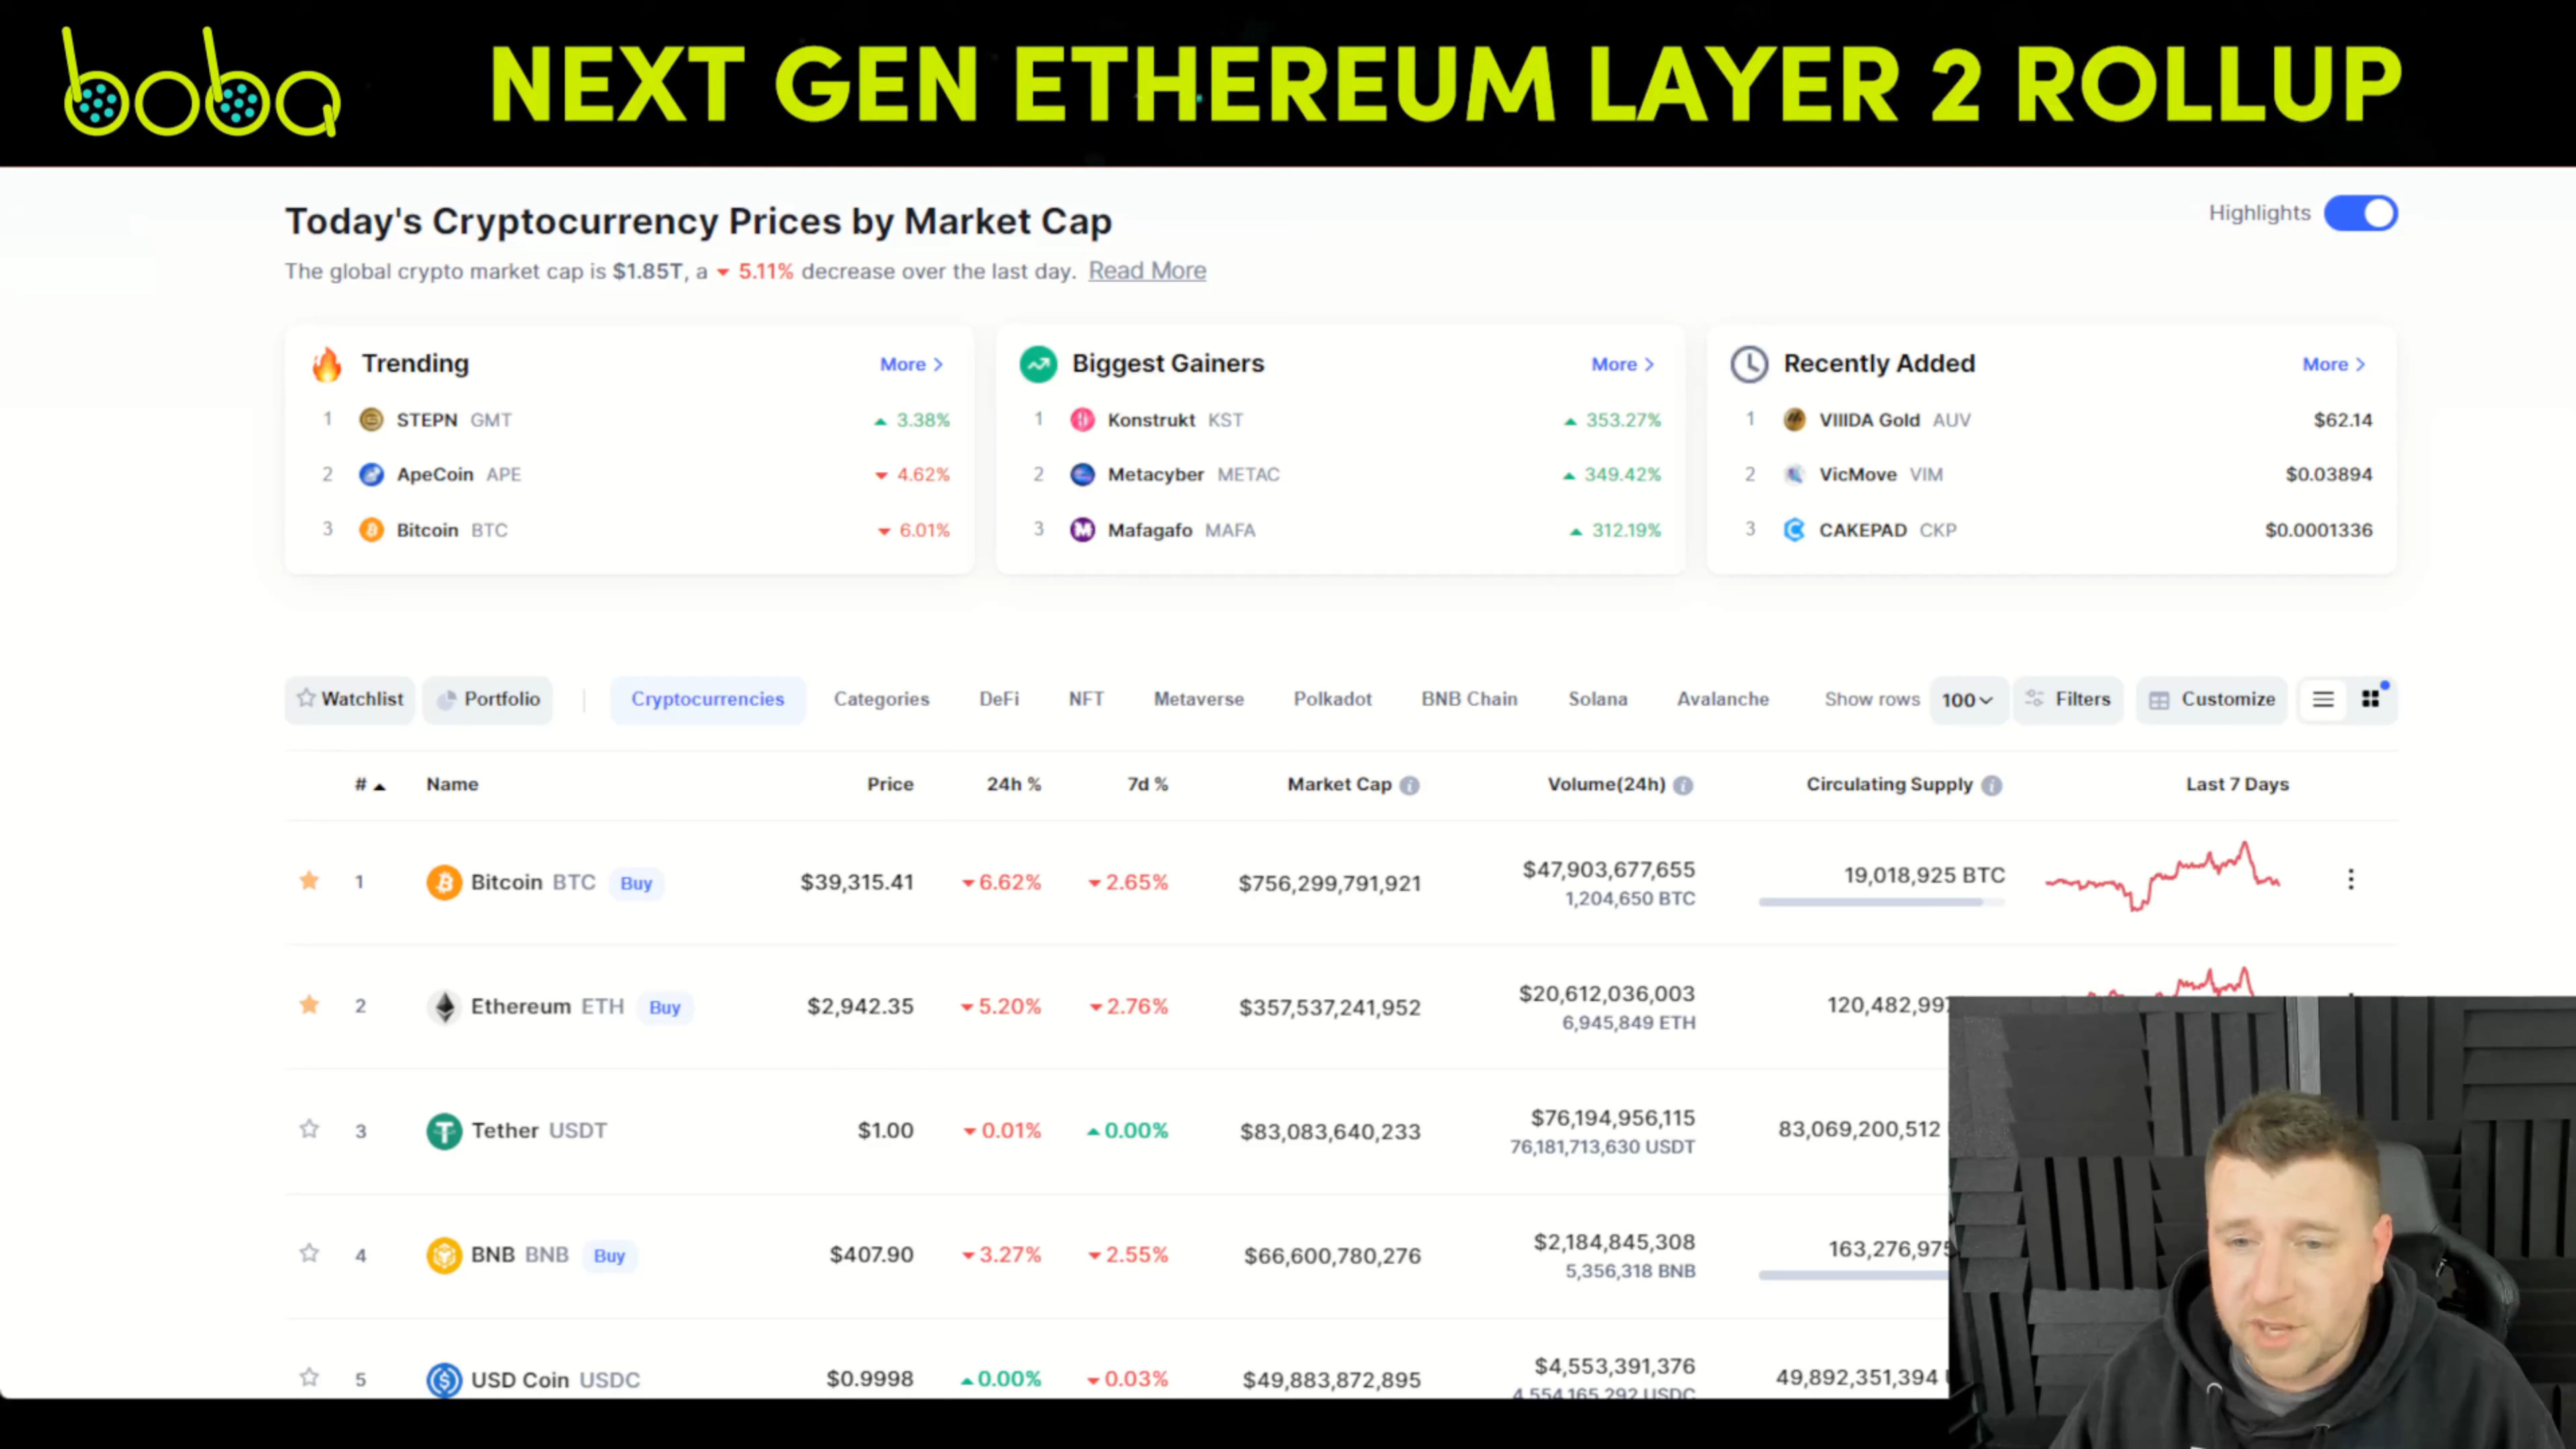 boba
NEXT GEN ETHEREUM LAYER 2 ROLLUP
Today's Cryptocurrency Prices by Market Cap
Highlights
The global crypto market cap is $1.85T, a 5.11% decrease over the last day. Read More
Trending More
1 STEPN GMT 3.38%
2 ApeCoin APE 4.62%
3 Bitcoin BTC 6.01%
Biggest Gainers More
1 Konstrukt KST 353.27%
2 Metacyber METAC 349.42%
3 Mafagafo MAFA 312.19%
Recently Added More
1 VIIIDA Gold AUV $62.14
2 VicMove VIM $0.03894
3 CAKEPAD CKP $0.0001336
Watchlist Portfolio Cryptocurrencies Categories DeFi NFT Metaverse Polkadot BNB Chain Solana Avalanche Show rows 100 Filters Customize
# Name Price 24h % 7d % Market Cap Volume(24h) Circulating Supply Last 7 Days
1 Bitcoin BTC Buy $39,315.41 6.62% 2.65% $756,299,791,921 $47,903,677,655 19,018,925 BTC
1,204,650 BTC
2 Ethereum ETH Buy $2,942.35 5.20% 2.76% $357,537,241,952 $20,612,036,003 120,482,99
6,945,849 ETH
3 Tether USDT $1.00 0.01% 0.00% $83,083,640,233 $76,194,956,115 83,069,200,512
76,181,713,630 USDT
4 BNB BNB Buy $407.90 3.27% 2.55% $66,600,780,276 $2,184,845,308 163,276,975
5,356,318 BNB
5 USD Coin USDC $0.9998 0.00% 0.03% $49,883,872,895 $4,553,391,376 49,892,351,394
4,554,165,292 USDC